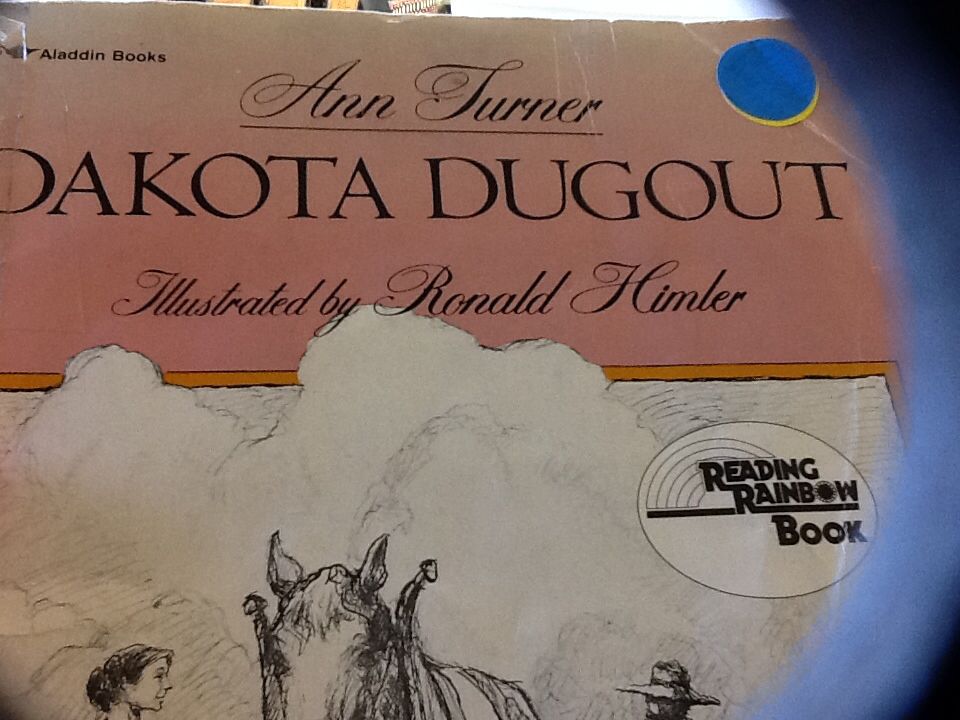 Aladdin Books
Ann Turner
DAKOTA DUGOUT
Illustrated by Ronald Himler
READING
RAINBOW
BOOK